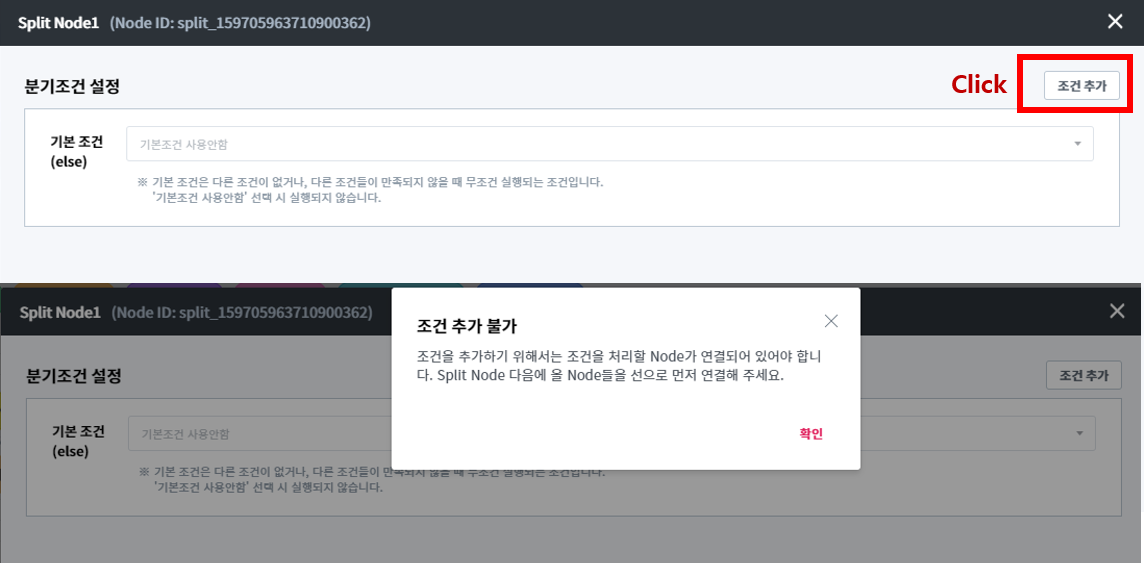 Split Node1 (Node ID: split_159705963710900362)
분기조건 설정
Click
조건 추가
기본 조건
(else)
기본조건 사용안함
※ 기본 조건은 다른 조건이 없거나, 다른 조건들이 만족되지 않을 때 무조건 실행되는 조건입니다.
'기본조건 사용안함' 선택 시 실행되지 않습니다.
Split Node1 (Node ID: split_159705963710900362)
조건 추가 불가
조건을 추가하기 위해서는 조건을 처리할 Node가 연결되어 있어야 합니
다. Split Node 다음에 올 Node들을 선으로 먼저 연결해 주세요.
확인
분기조건 설정
조건 추가
기본 조건
(else)
기본조건 사용안함
※ 기본 조건은 다른 조건이 없거나, 다른 조건들이 만족되지 않을 때 무조건 실행되는 조건입니다.
'기본조건 사용안함' 선택 시 실행되지 않습니다.